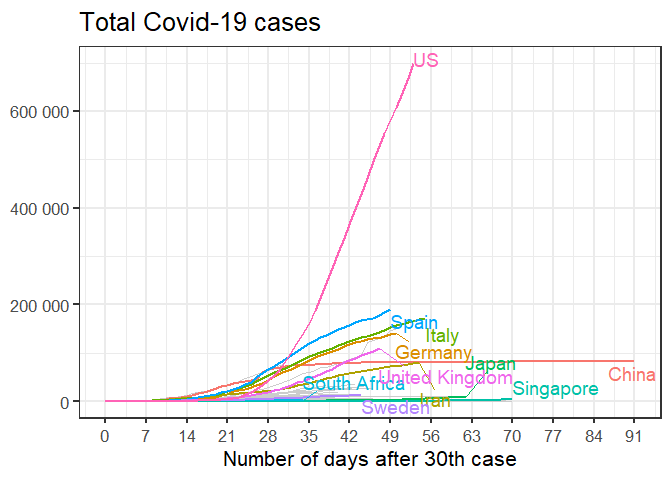 Total Covid-19 cases
US
600 000
400 000
200 000
0
Spain
Italy
Germany
Japan
China
South Africa
United Kingdom
Singapore
Iran
Sweden
0 7 14 21 28 35 42 49 56 63 70 77 84 91
Number of days after 30th case